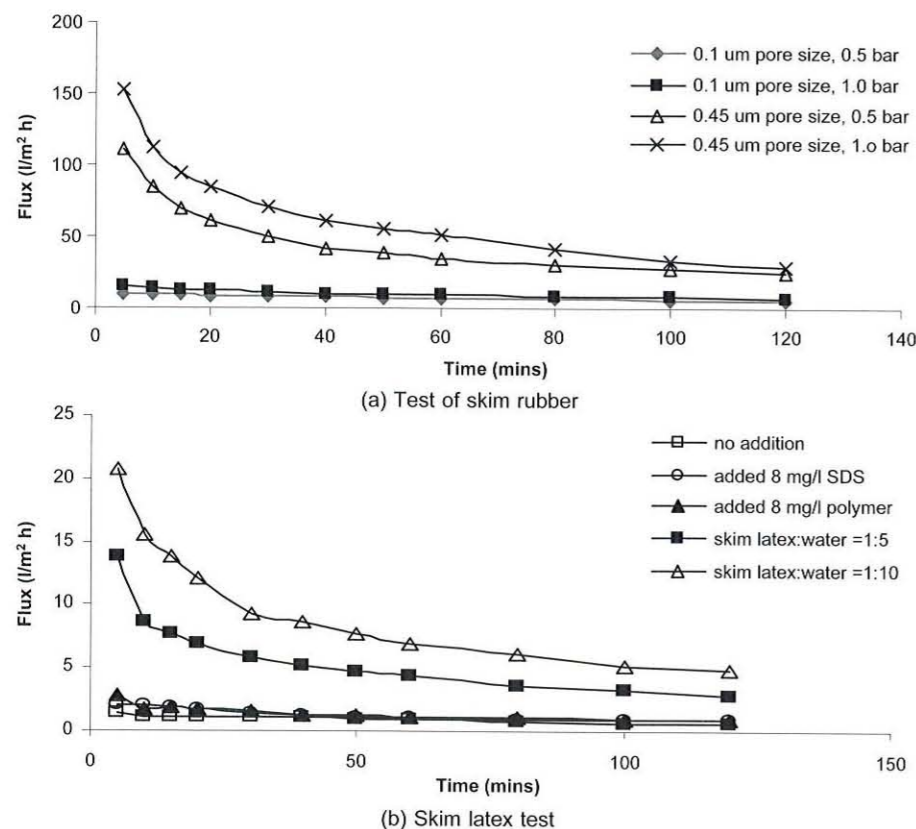 200
150
100
50
0
Flux (l/m² h)
0.1 um pore size, 0.5 bar
0.1 um pore size, 1.0 bar
0.45 um pore size, 0.5 bar
0.45 um pore size, 1.o bar
0 20 40 60 80 100 120 140
Time (mins)
(a) Test of skim rubber
25
20
15
10
5
0
Flux (l/m² h)
no addition
added 8 mg/l SDS
added 8 mg/l polymer
skim latex:water =1:5
skim latex:water =1:10
0 50 100 150
Time (mins)
(b) Skim latex test